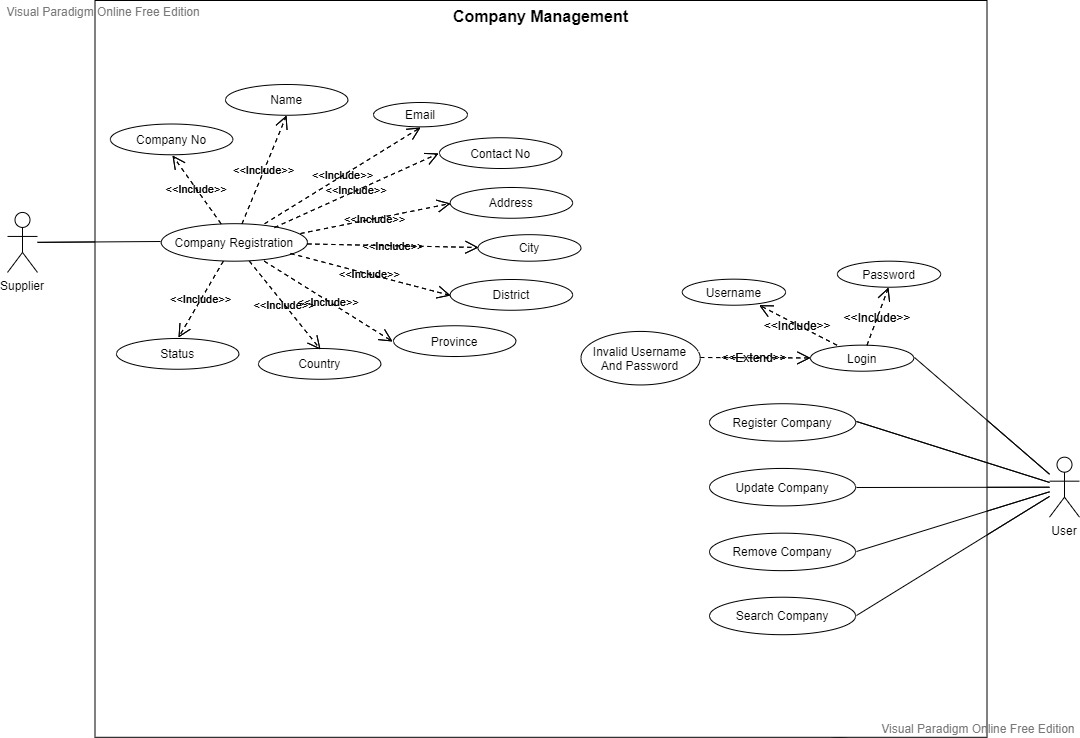 Visual Paradigm Online Free Edition
Company Management
Name
Email
Company No
Contact No
<<Include>>
<<Include>>
<<Include>>
<<Include>>
Address
<<Include>>
Company Registration
<<Include>>
City
<<Include>>
District
<<Include>>
<<Include>>
<<Include>>
Status
Country
Province
Supplier
Password
Username
<<Include>>
<<Include>>
Invalid Username
And Password
<<Extend>>
Login
Register Company
Update Company
Remove Company
Search Company
User
Visual Paradigm Online Free Edition